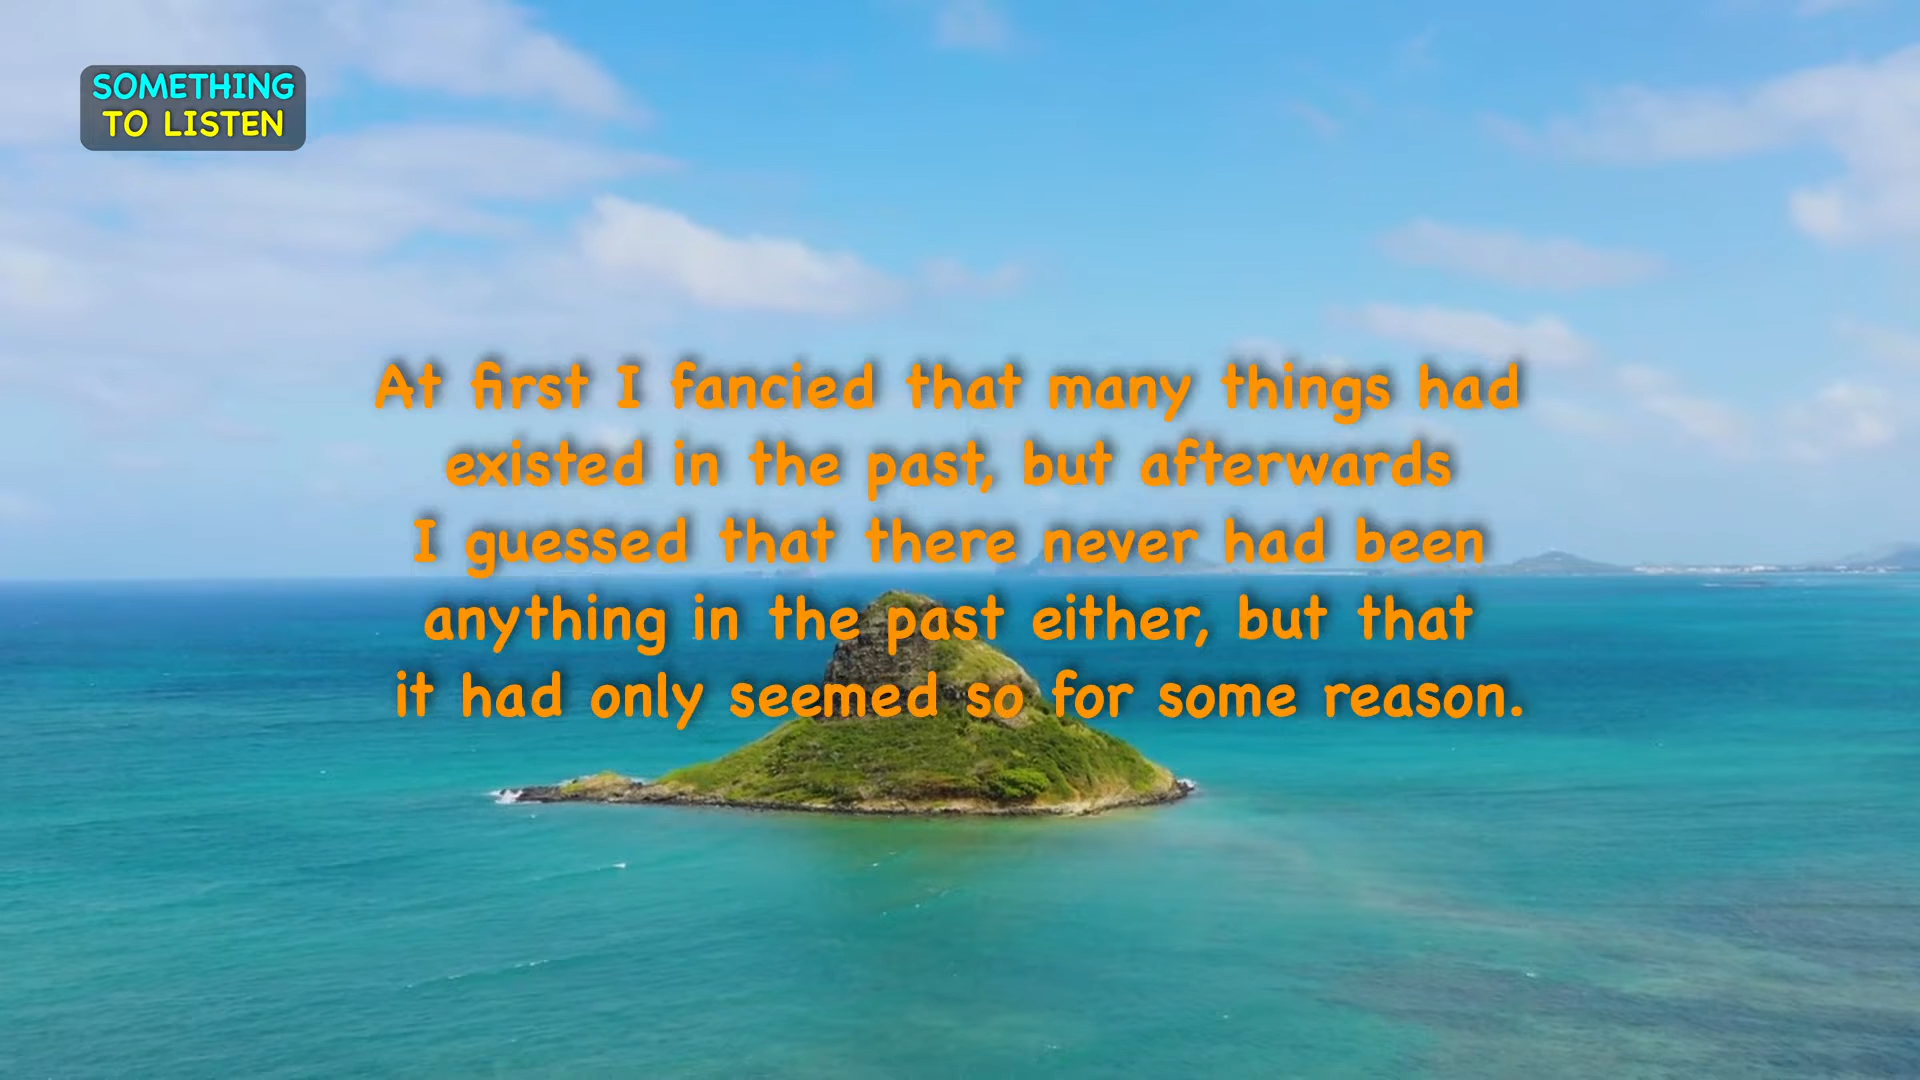 SOMETHING
TO LISTEN
At first I fancied that many things had
existed in the past, but afterwards
I guessed that there never had been
anything in the past either, but that
it had only seemed so for some reason.